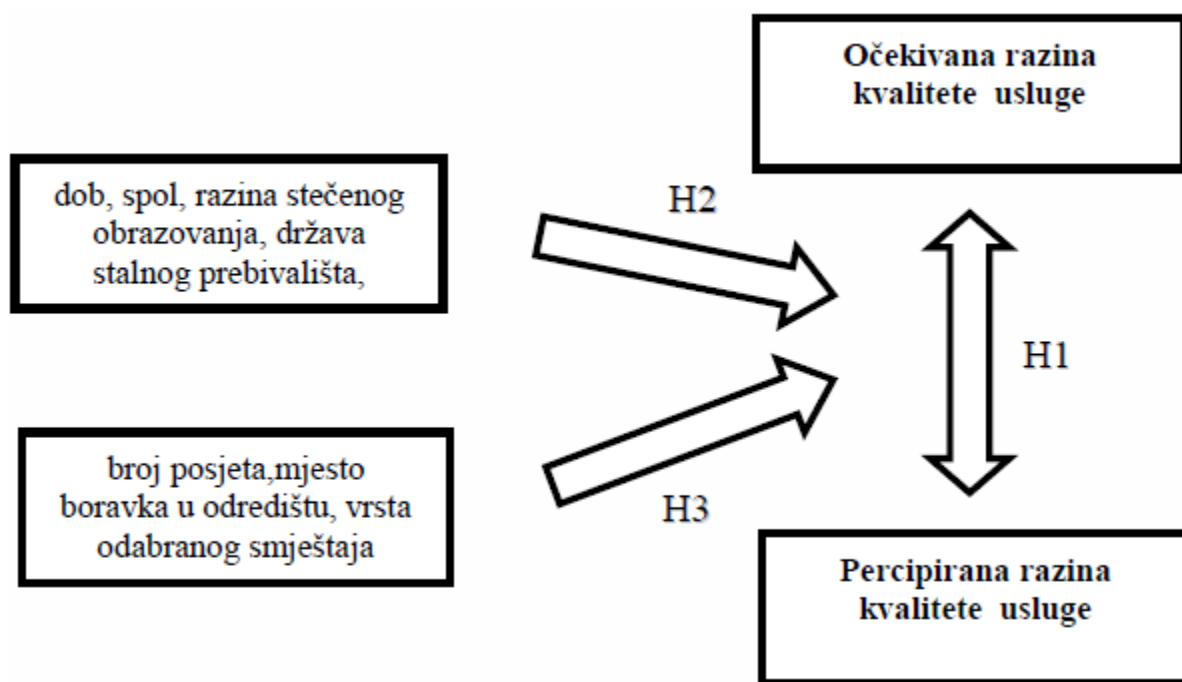 Očekivana razina
kvalitete usluge
dob, spol, razina stečenog
obrazovanja, država
stalnog prebivališta,
H2
H1
broj posjeta,mjesto
boravka u odredištu, vrsta
odabranog smještaja
H3
Percipirana razina
kvalitete usluge